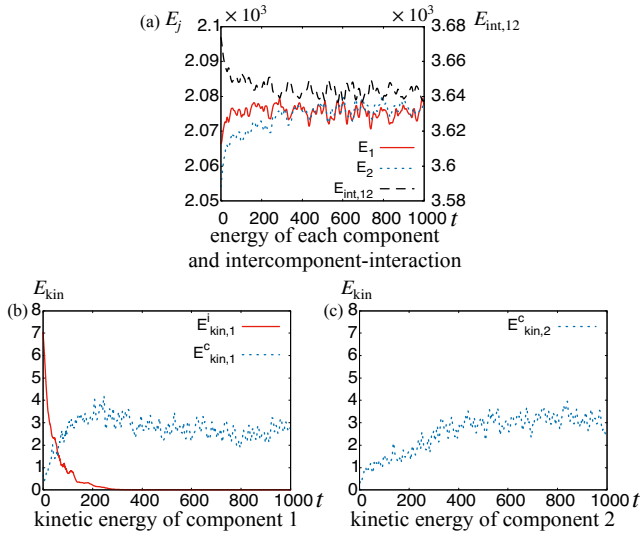 (a) E_j × 10^3 × 10^3 E_int,12
2.1 3.68
2.09 3.66
2.08 3.64
2.07 3.62
2.06 3.6
2.05 3.58
E_1
E_2
E_int,12
0 200 400 600 800 1000 t
energy of each component
and intercomponent-interaction
E_kin
(b)
8
7
6
5
4
3
2
1
0
E^i_kin,1
E^c_kin,1
0 200 400 600 800 1000 t
kinetic energy of component 1
E_kin
(c)
8
7
6
5
4
3
2
1
0
E^c_kin,2
0 200 400 600 800 1000 t
kinetic energy of component 2